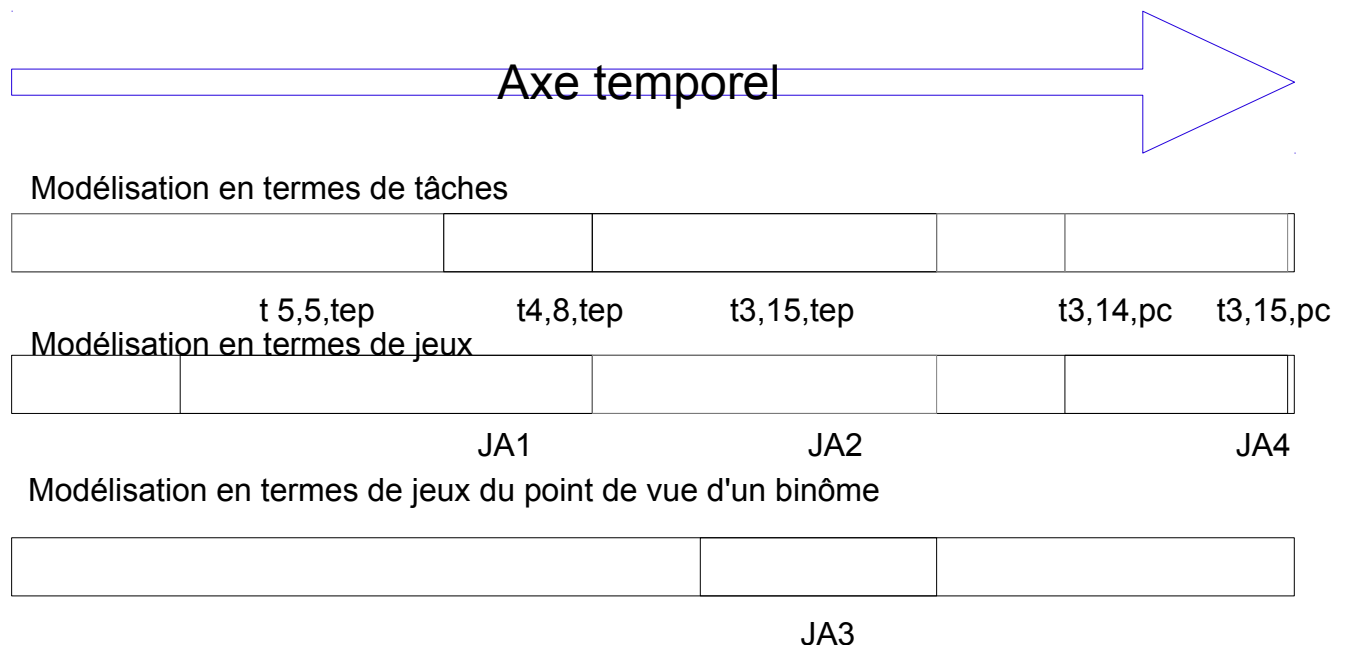 Axe temporel
Modélisation en termes de tâches
t 5,5,tep t4,8,tep t3,15,tep t3,14,pc t3,15,pc
Modélisation en termes de jeux
JA1 JA2 JA4
Modélisation en termes de jeux du point de vue d'un binôme
JA3